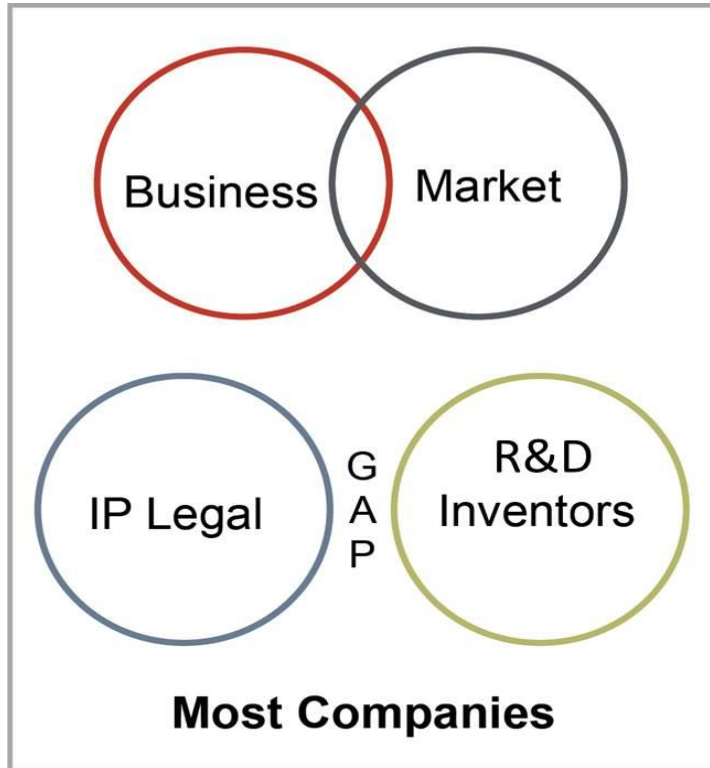 Business
Market
IP Legal
G
A
P
R&D
Inventors
Most Companies